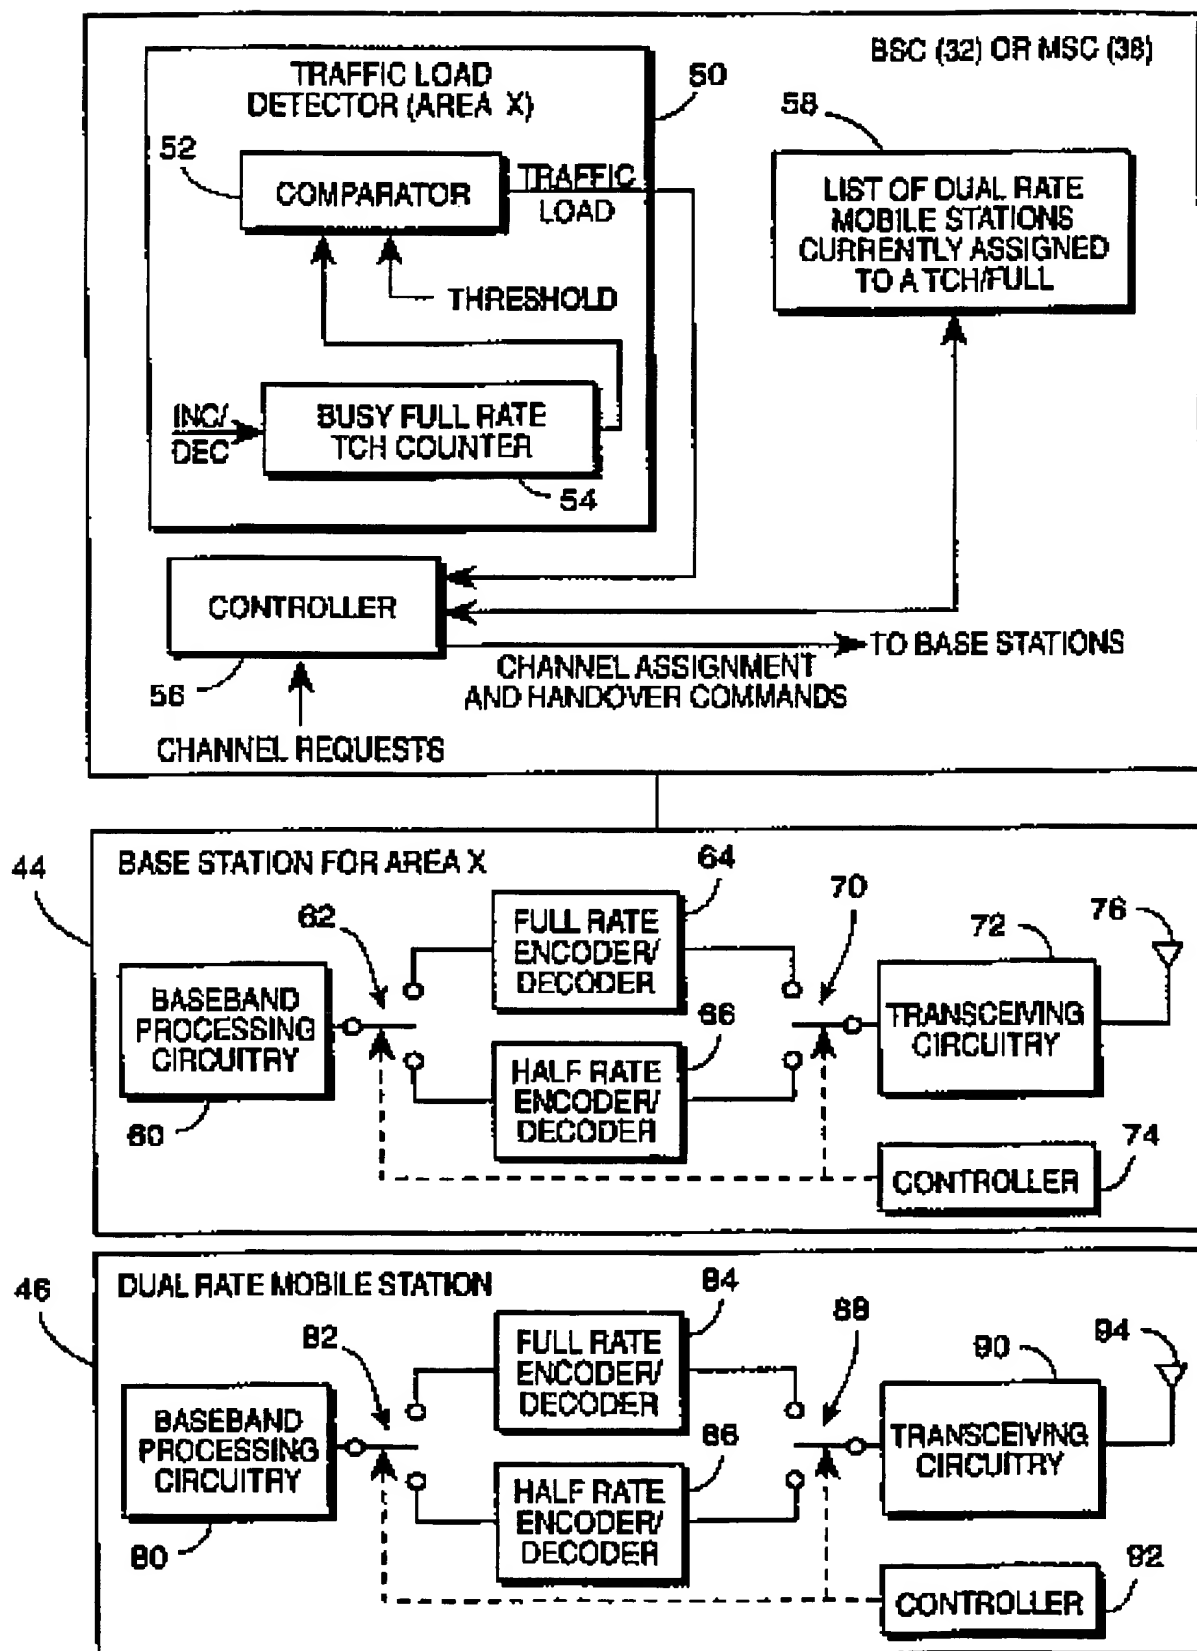 BSC (32) OR MSC (36)
TRAFFIC LOAD
DETECTOR (AREA X)
50
58
52
COMPARATOR
TRAFFIC
LOAD
LIST OF DUAL RATE
MOBILE STATIONS
CURRENTLY ASSIGNED
TO A TCH/FULL
THRESHOLD
INC/
DEC
BUSY FULL RATE
TCH COUNTER
54
CONTROLLER
56
TO BASE STATIONS
CHANNEL ASSIGNMENT
AND HANDOVER COMMANDS
CHANNEL REQUESTS
44
BASE STATION FOR AREA X
64
62
70
76
72
FULL RATE
ENCODER/
DECODER
BASEBAND
PROCESSING
CIRCUITRY
TRANSCEIVING
CIRCUITRY
66
HALF RATE
ENCODER/
DECODER
60
74
CONTROLLER
46
DUAL RATE MOBILE STATION
84
82
88
90
94
FULL RATE
ENCODER/
DECODER
BASEBAND
PROCESSING
CIRCUITRY
TRANSCEIVING
CIRCUITRY
86
HALF RATE
ENCODER/
DECODER
80
92
CONTROLLER